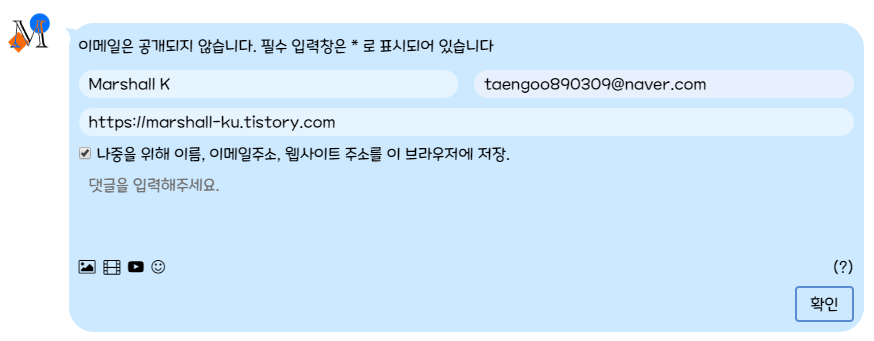 M
이메일은 공개되지 않습니다. 필수 입력창은 * 로 표시되어 있습니다
Marshall K
taengoo890309@naver.com
https://marshall-ku.tistory.com
나중을 위해 이름, 이메일주소, 웹사이트 주소를 이 브라우저에 저장.
댓글을 입력해주세요.
(?)
확인